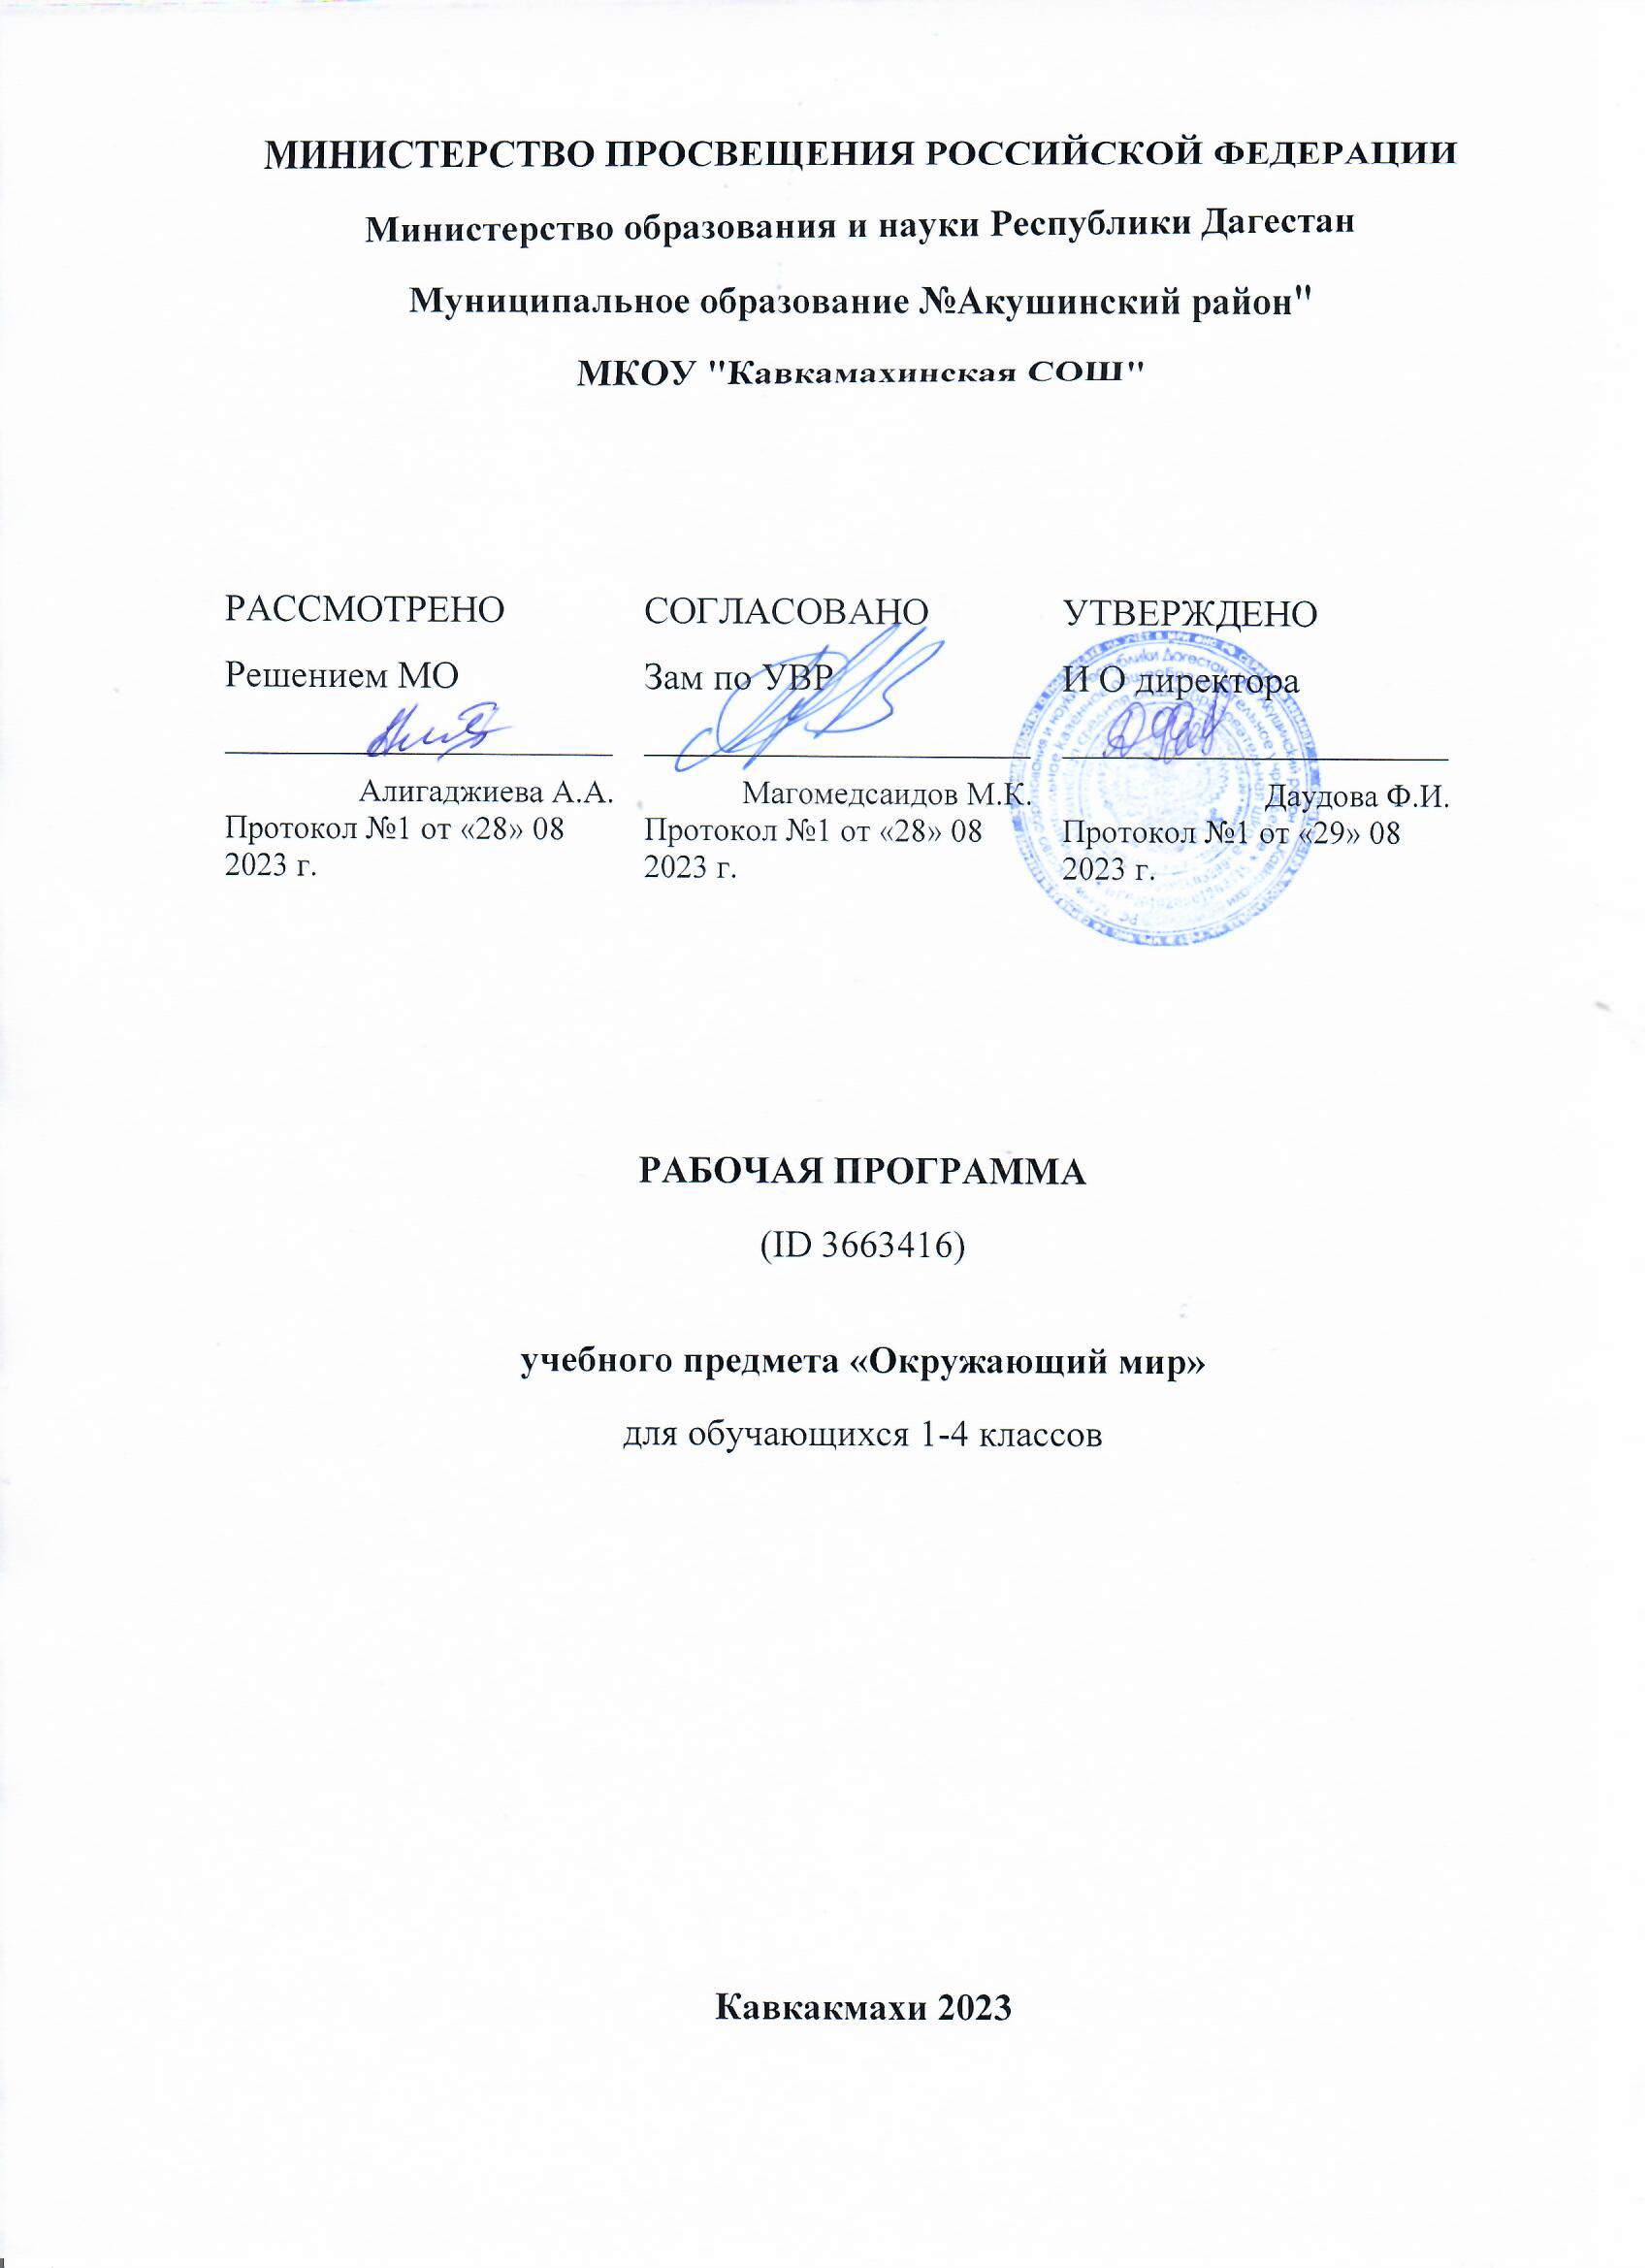 МИНИСТЕРСТВО ПРОСВЕЩЕНИЯ РОССИЙСКОЙ ФЕДЕРАЦИИ
Министерство образования и науки Республики Дагестан
Муниципальное образование №Акушинский район"
МКОУ "Кавкамахинская СОШ"
РАССМОТРЕНО
Решением МО
Алигаджиева А.А.
Протокол №1 от «28» 08
2023 г.
СОГЛАСОВАНО
Зам по УВР
Магомедсаидов М.К.
Протокол №1 от «28» 08
2023 г.
УТВЕРЖДЕНО
И О директора
Даудова Ф.И.
Протокол №1 от «29» 08
2023 г.
РАБОЧАЯ ПРОГРАММА
(ID 3663416)
учебного предмета «Окружающий мир»
для обучающихся 1-4 классов
Кавкакмахи 2023